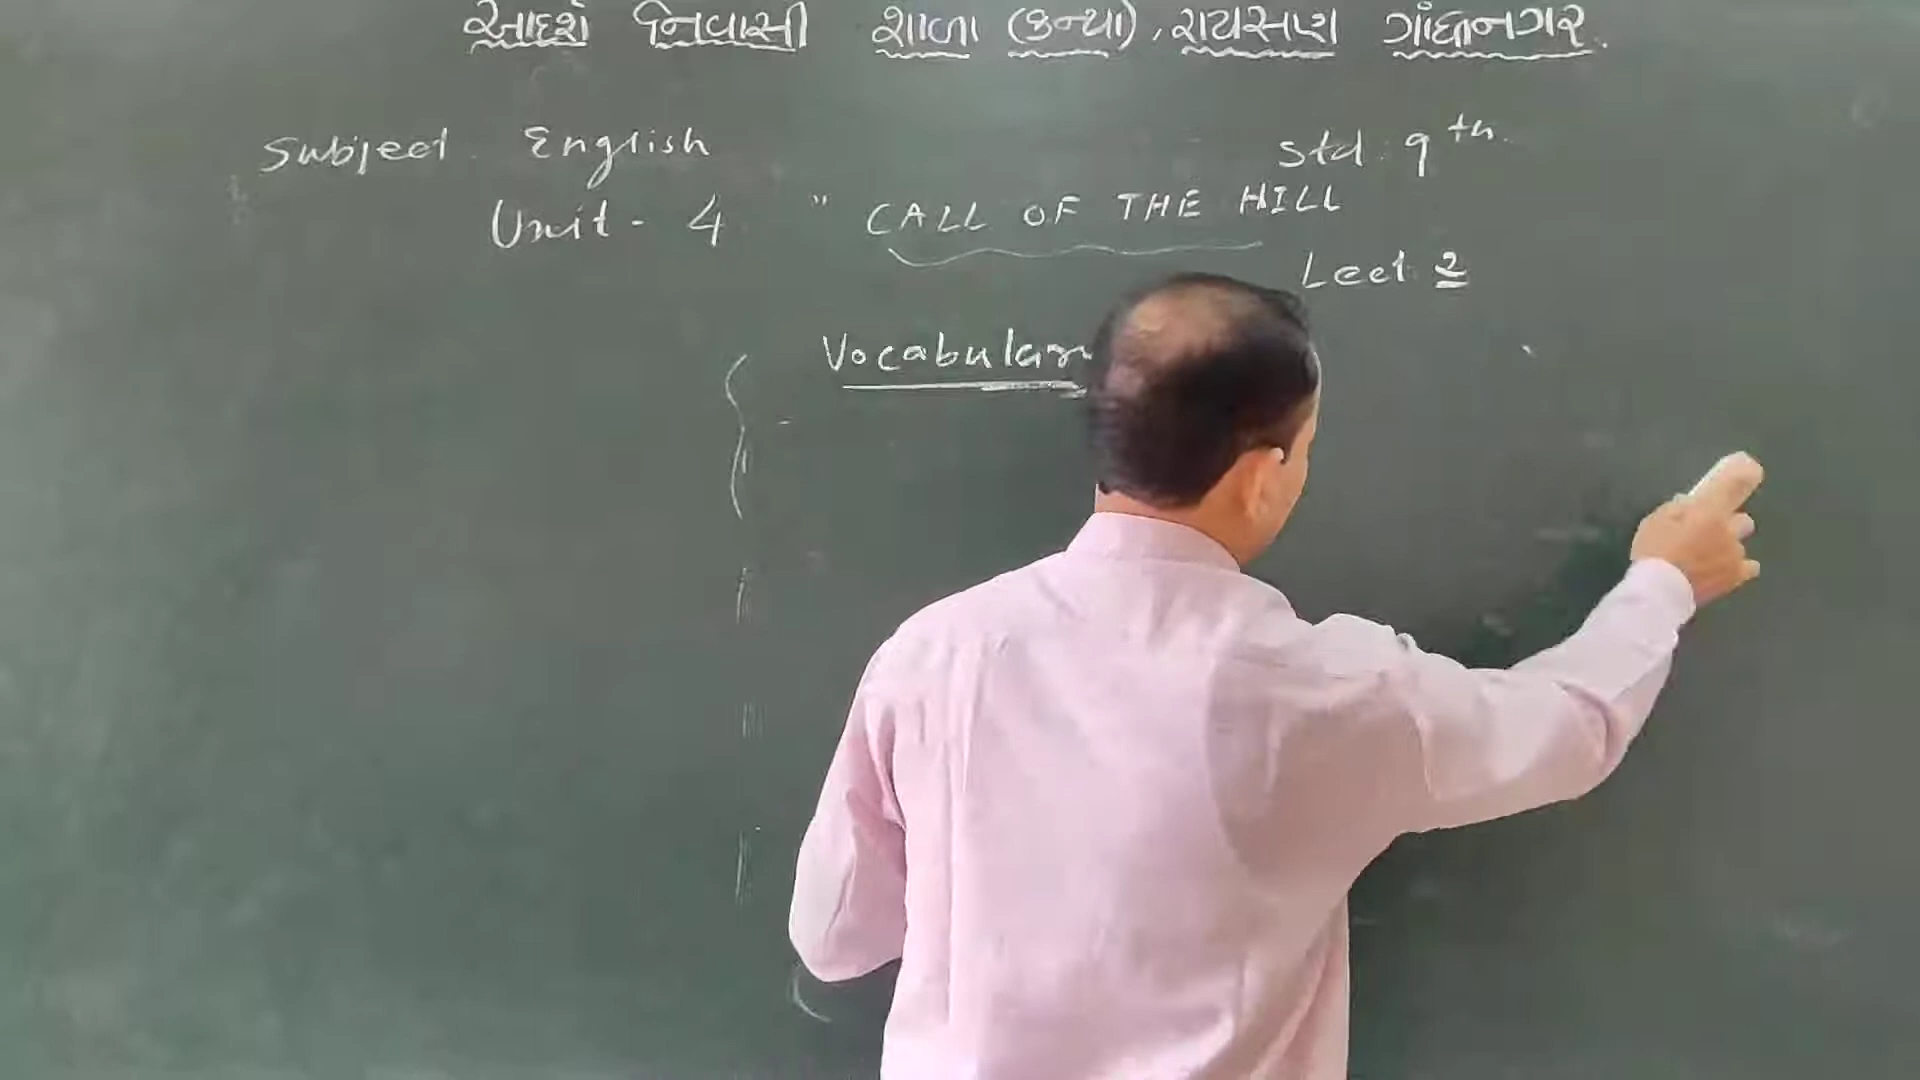 આદર્શ નિવાસી શાળા (કન્યા), રાયસણ ગાંધીનગર.
Subject English Std. 9th.
Unit - 4 " CALL OF THE HILL
Lect 2
Vocabular